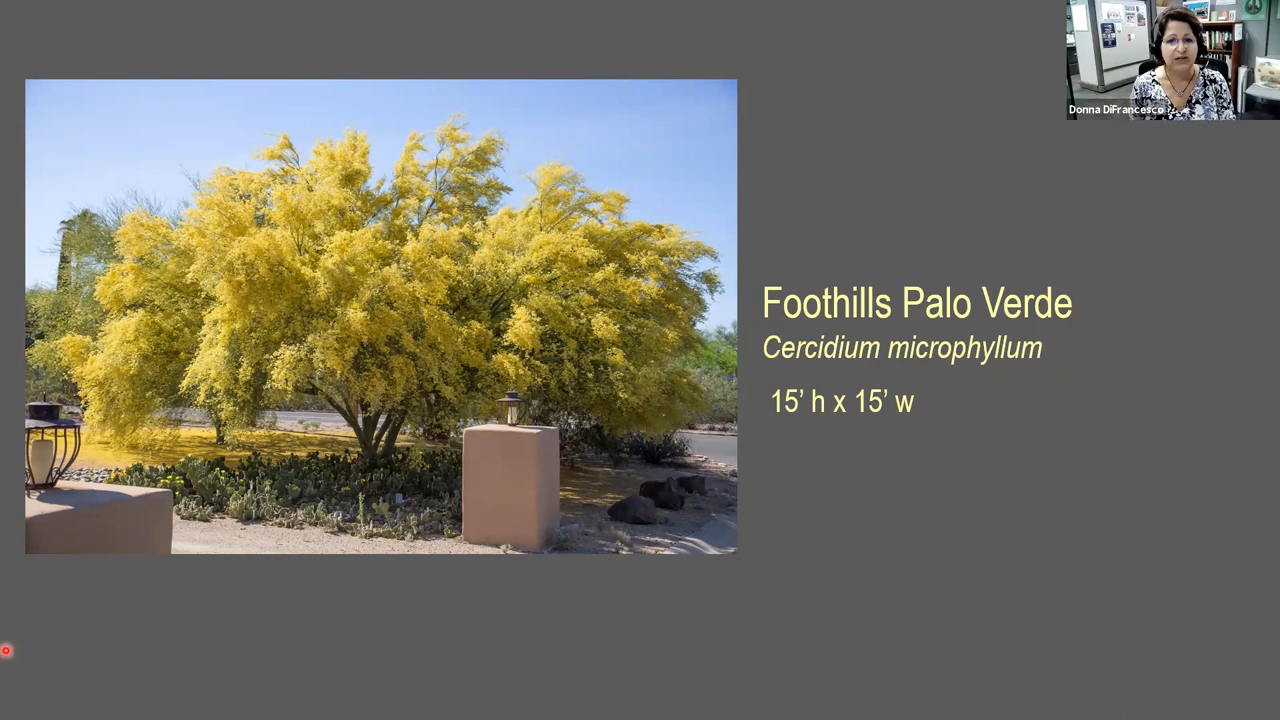 Donna DiFrancesco
Foothills Palo Verde
Cercidium microphyllum
15’ h x 15’ w